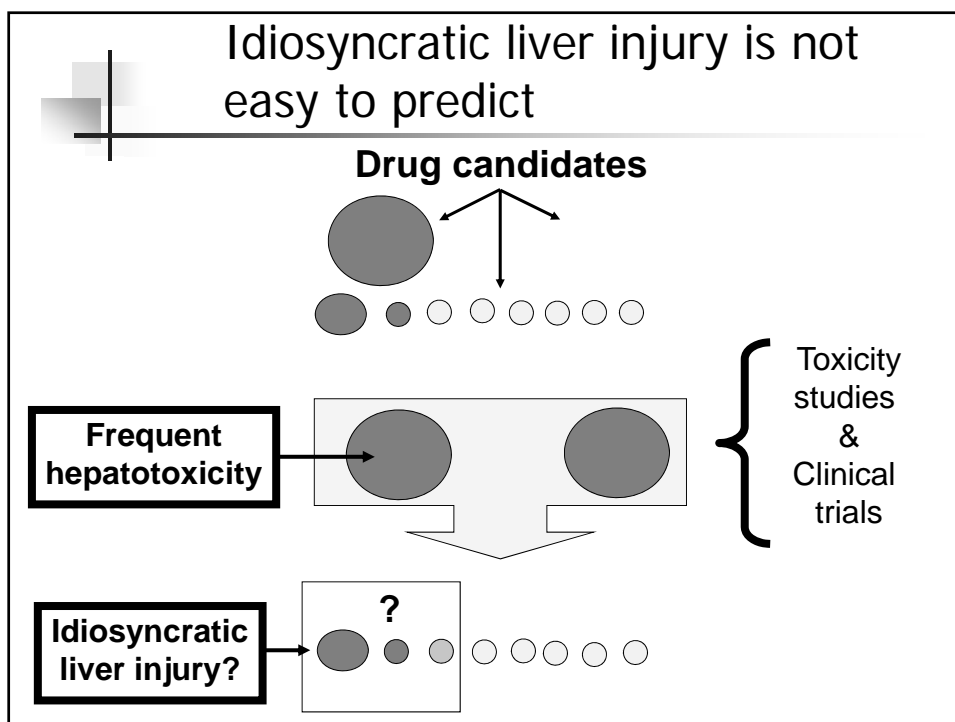 Idiosyncratic liver injury is not
easy to predict
Drug candidates
Frequent
hepatotoxicity
Toxicity
studies
&
Clinical
trials
?
Idiosyncratic
liver injury?